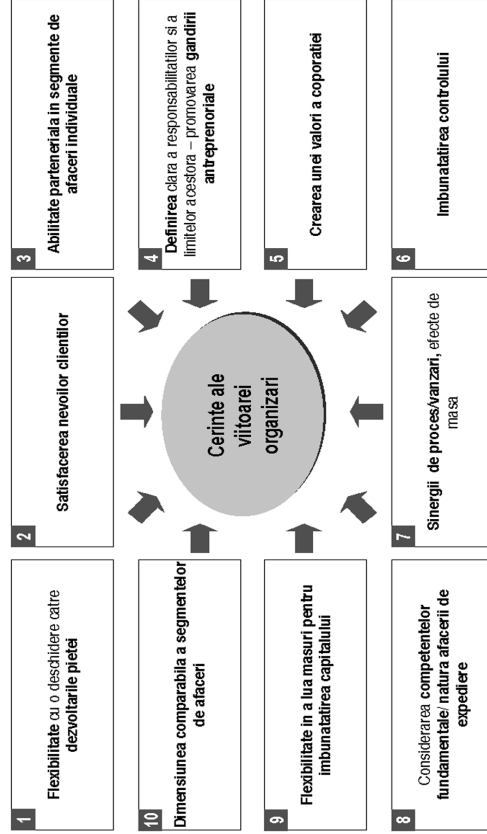 1
Flexibilitate cu o deschidere catre
dezvoltarile pietei
2
Satisfacerea nevoilor clientilor
3
Abilitate parteneriala in segmente de
afaceri individuale
4
Definirea clara a responsabilitatilor si a
limitelor acestora – promovarea gandirii
antreprenoriale
5
Crearea unei valori a coporatiei
6
Imbunatatirea controlului
7
Sinergii de proces/vanzari, efecte de
masa
8
Considerarea competentelor
fundamentale/ natura afacerii de
expediere
9
Flexibilitate in a lua masuri pentru
imbunatatirea capitalului
10
Dimensiunea comparabila a segmentelor
de afaceri
Cerinte ale
viitoarei
organizari